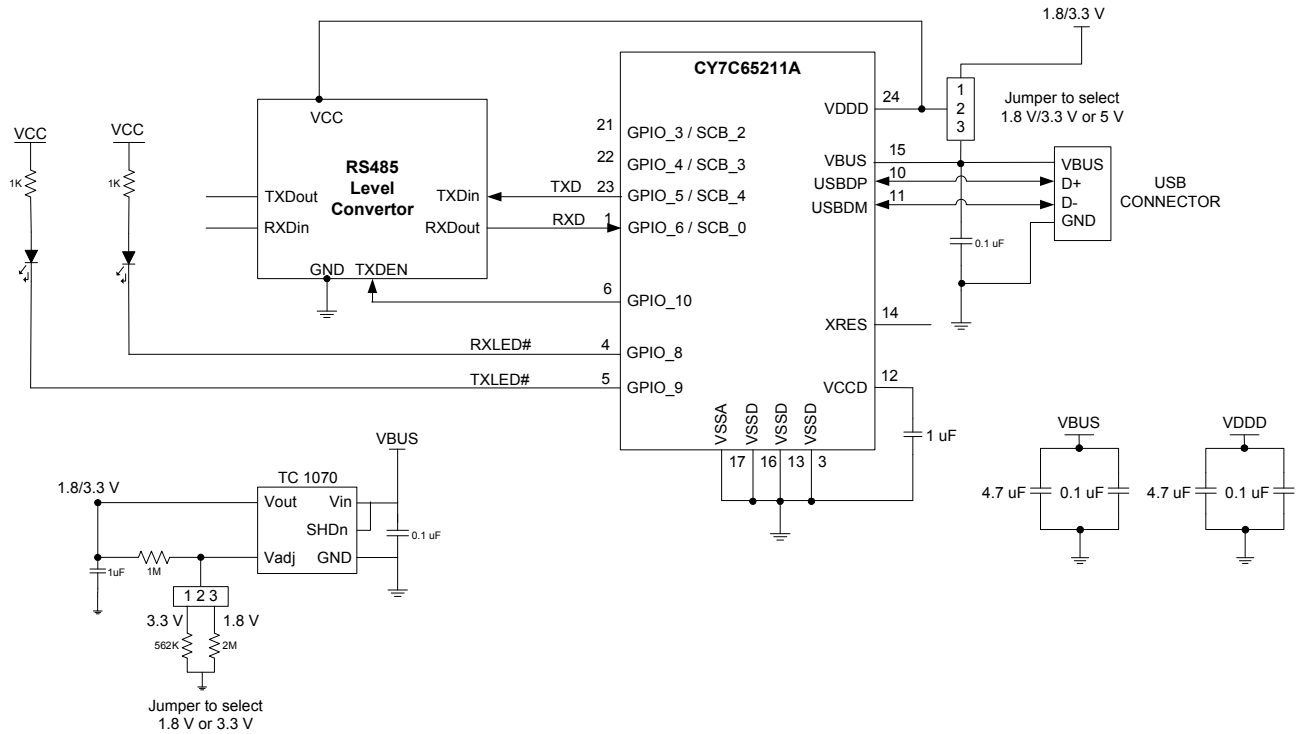 1.8/3.3 V
CY7C65211A
VCC
VCC
1K
1K
VCC
RS485
Level
Convertor
TXDout
RXDin
TXDin
RXDout
GND
TXDEN
TXD
RXD
21
22
23
1
6
4
5
GPIO_3 / SCB_2
GPIO_4 / SCB_3
GPIO_5 / SCB_4
GPIO_6 / SCB_0
GPIO_10
GPIO_8
GPIO_9
RXLED#
TXLED#
VDDD
VBUS
USBDP
USBDM
XRES
VCCD
24
15
10
11
14
12
1
2
3
Jumper to select
1.8 V/3.3 V or 5 V
VBUS
D+
D-
GND
USB
CONNECTOR
0.1 uF
VSSA
VSSD
VSSD
VSSD
17
16
13
3
1 uF
VBUS
4.7 uF
0.1 uF
VDDD
4.7 uF
0.1 uF
VBUS
TC 1070
1.8/3.3 V
Vout
Vin
SHDn
Vadj
GND
0.1 uF
1uF
1M
1 2 3
3.3 V
1.8 V
562K
2M
Jumper to select
1.8 V or 3.3 V